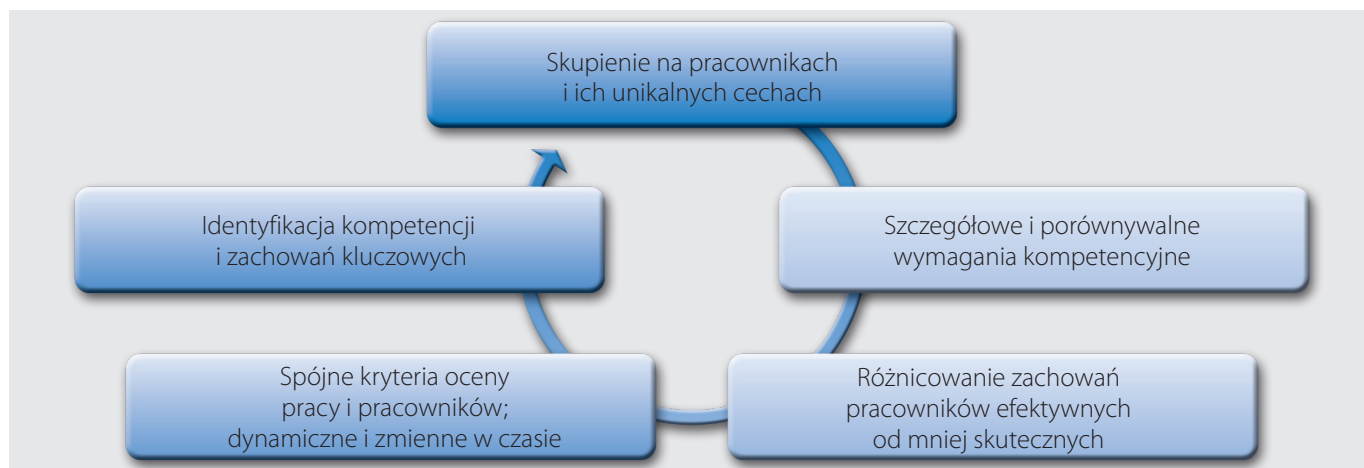 Skupienie na pracownikach
i ich unikalnych cechach
Szczegółowe i porównywalne
wymagania kompetencyjne
Różnicowanie zachowań
pracowników efektywnych
od mniej skutecznych
Spójne kryteria oceny
pracy i pracowników;
dynamiczne i zmienne w czasie
Identyfikacja kompetencji
i zachowań kluczowych